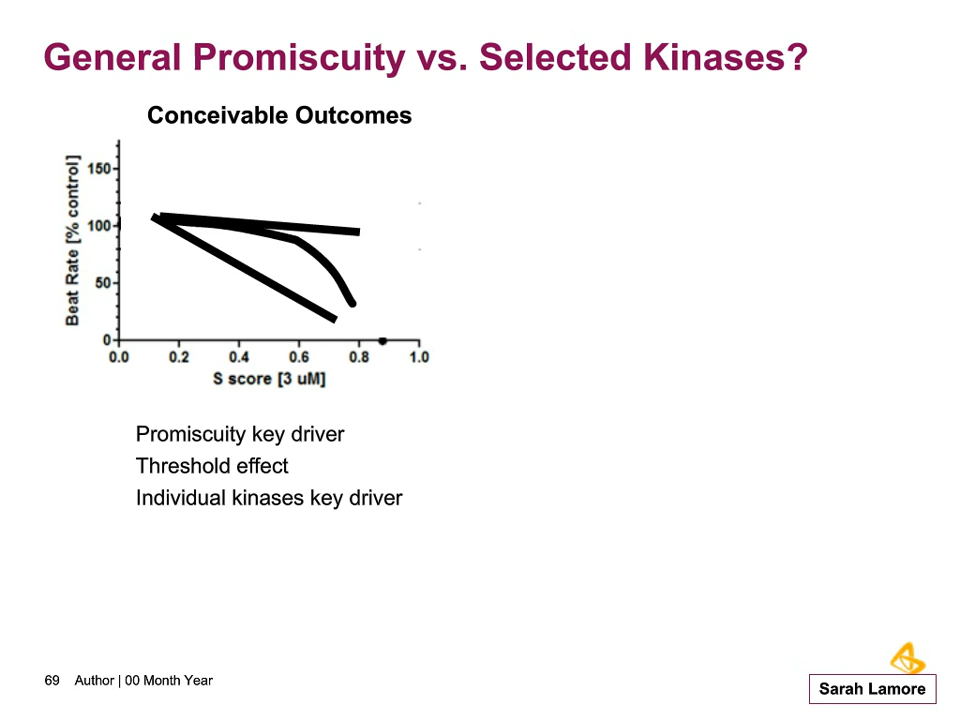 General Promiscuity vs. Selected Kinases?
Conceivable Outcomes
Beat Rate [% control]
150
100
50
0
0.0 0.2 0.4 0.6 0.8 1.0
S score [3 uM]
Promiscuity key driver
Threshold effect
Individual kinases key driver
69 Author | 00 Month Year
Sarah Lamore